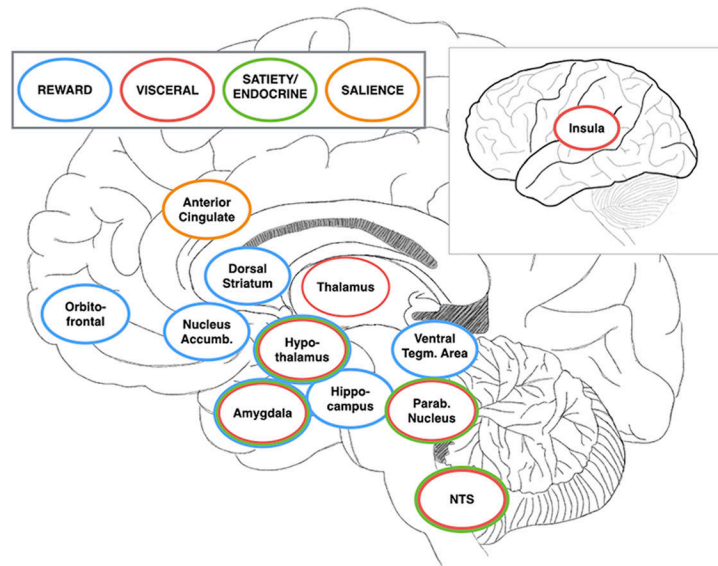 REWARD
VISCERAL
SATIETY/
ENDOCRINE
SALIENCE
Insula
Anterior
Cingulate
Dorsal
Striatum
Thalamus
Orbito-
frontal
Nucleus
Accumb.
Hypo-
thalamus
Ventral
Tegm. Area
Amygdala
Hippo-
campus
Parab.
Nucleus
NTS